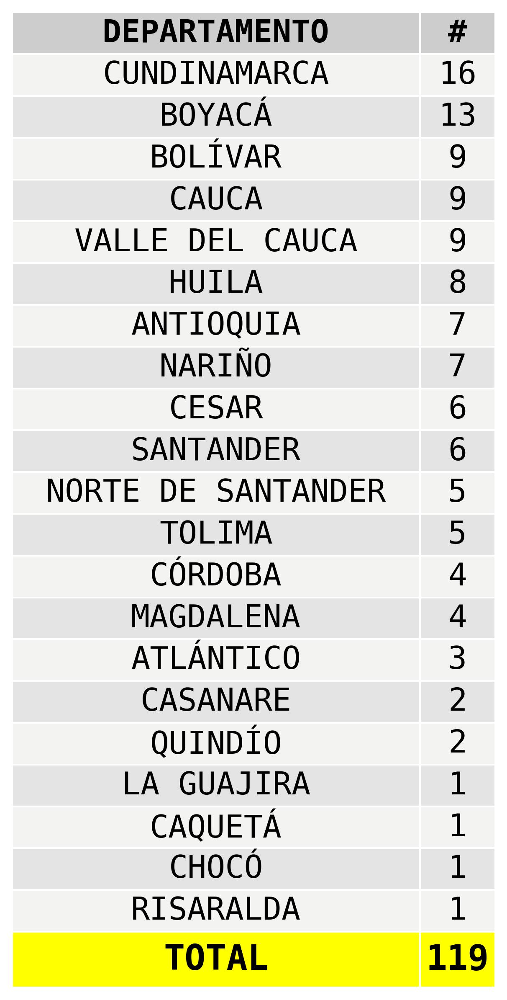 DEPARTAMENTO #
CUNDINAMARCA 16
BOYACÁ 13
BOLÍVAR 9
CAUCA 9
VALLE DEL CAUCA 9
HUILA 8
ANTIOQUIA 7
NARIÑO 7
CESAR 6
SANTANDER 6
NORTE DE SANTANDER 5
TOLIMA 5
CÓRDOBA 4
MAGDALENA 4
ATLÁNTICO 3
CASANARE 2
QUINDÍO 2
LA GUAJIRA 1
CAQUETÁ 1
CHOCÓ 1
RISARALDA 1
TOTAL 119